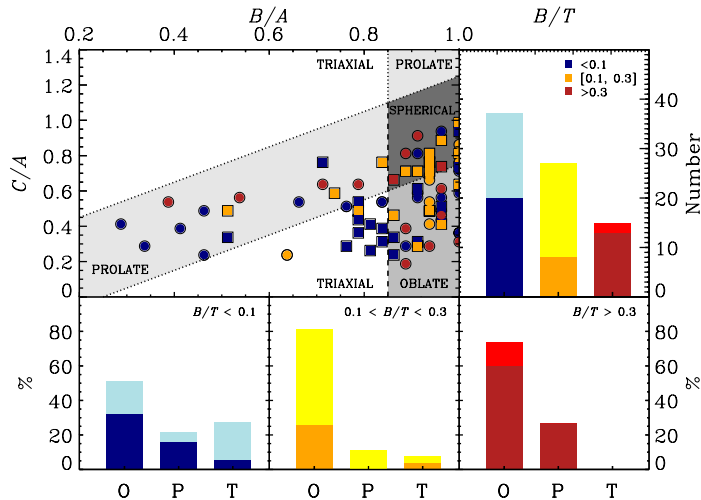 B/A B/T
0.2 0.4 0.6 0.8 1.0
1.4 TRIAXIAL PROLATE <0.1
1.2 [0.1, 0.3]
>0.3 40
1.0 SPHERICAL
C/A 0.8 30 Number
0.6 20
0.4
0.2 PROLATE TRIAXIAL OBLATE 10
0 0
B/T < 0.1 0.1 < B/T < 0.3 B/T > 0.3
80 80
60 60
% 40 40 %
20 20
0 0
O P T O P T O P T